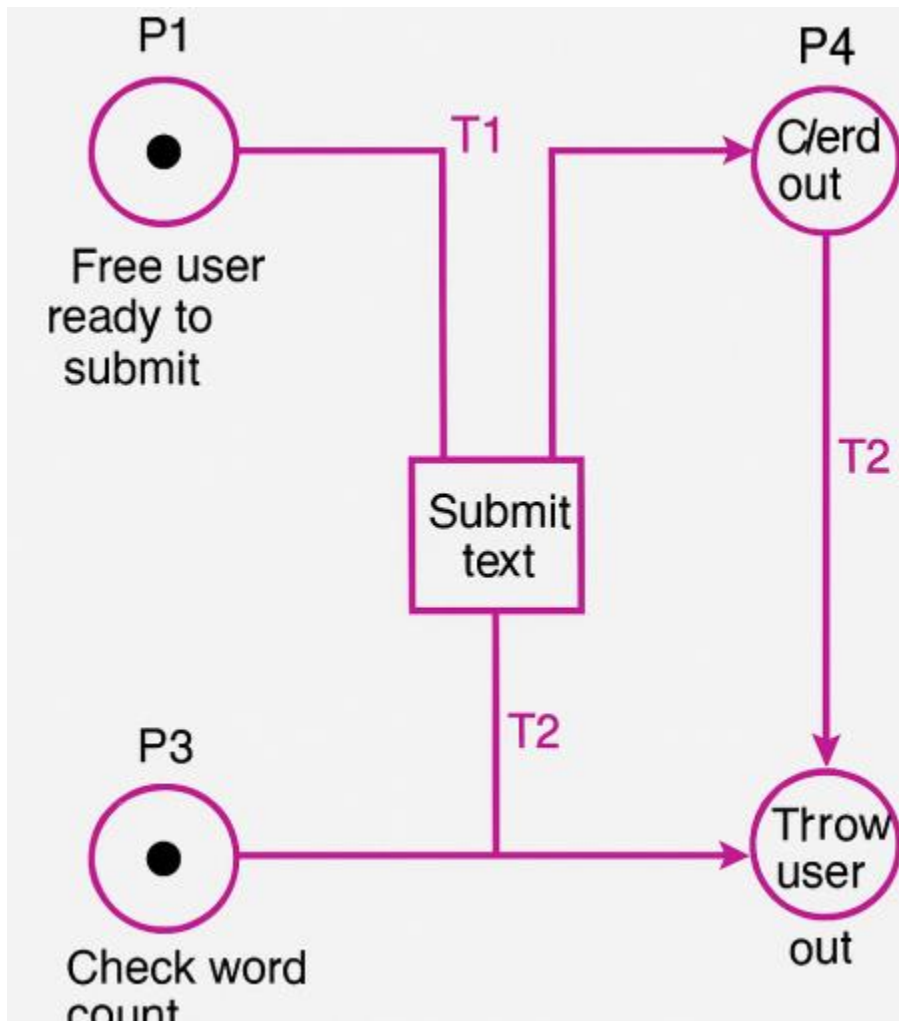 P1
P4
T1
C/erd
out
Free user
ready to
submit
T2
Submit
text
T2
P3
Throw
user
out
Check word
count